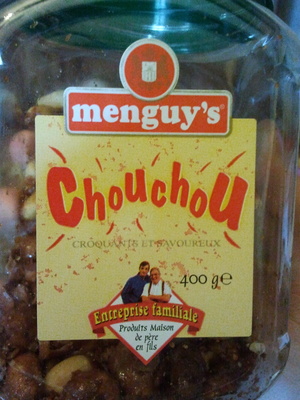 menguy's
Chouchou
CROQUANTS ET SAVOUREUX
400 g℮
Entreprise familiale
Produits Maison
de père
en fils